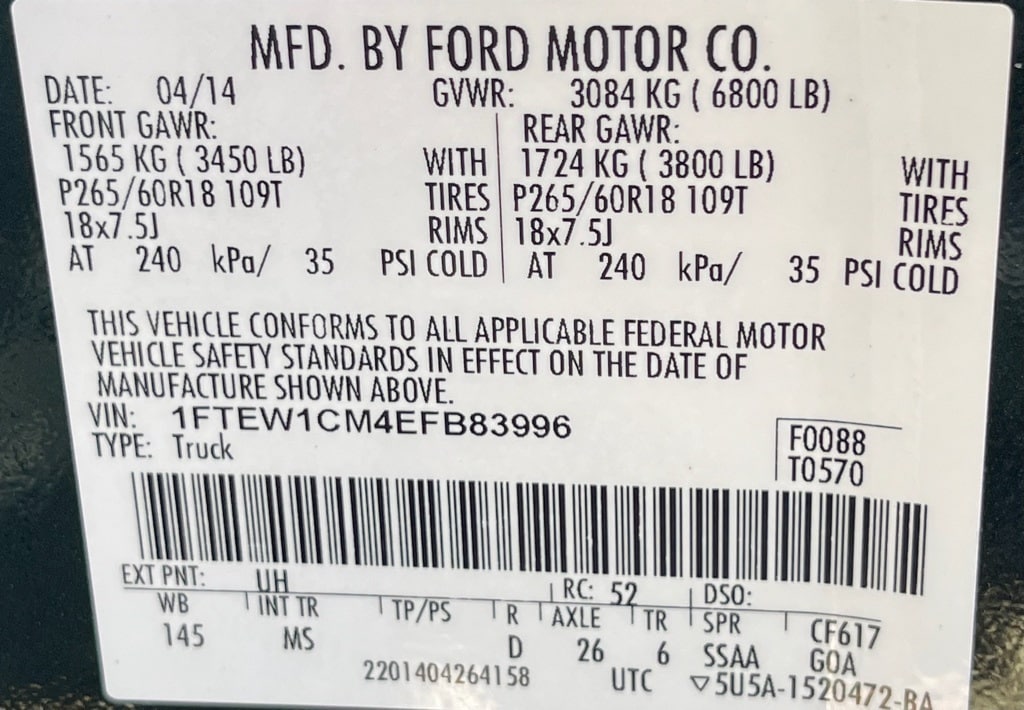 MFD. BY FORD MOTOR CO.
DATE: 04/14 GVWR: 3084 KG ( 6800 LB)
FRONT GAWR: REAR GAWR:
1565 KG ( 3450 LB) WITH 1724 KG ( 3800 LB) WITH
P265/60R18 109T TIRES P265/60R18 109T TIRES
18x7.5J RIMS 18x7.5J RIMS
AT 240 kPa/ 35 PSI COLD AT 240 kPa/ 35 PSI COLD
THIS VEHICLE CONFORMS TO ALL APPLICABLE FEDERAL MOTOR
VEHICLE SAFETY STANDARDS IN EFFECT ON THE DATE OF
MANUFACTURE SHOWN ABOVE.
VIN: 1FTEW1CM4EFB83996 F0088
TYPE: Truck T0570
EXT PNT: UH RC: 52 DSO:
WB INT TR TP/PS R AXLE TR SPR CF617
145 MS D 26 6 SSAA GOA
2201404264158 UTC ▽5U5A-1520472-BA